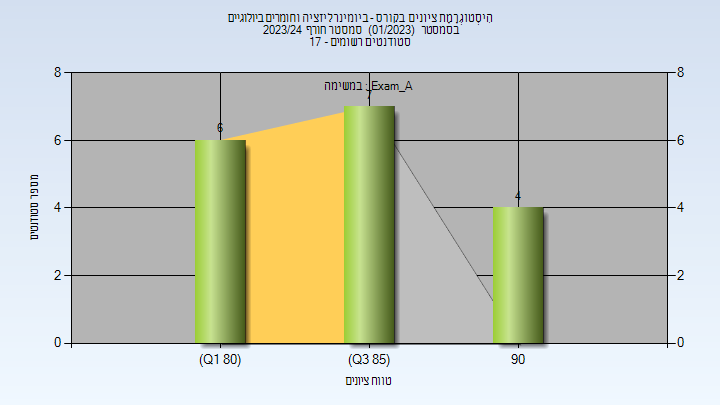 הִיסטוֹגרָמַת ציונים בקורס - ביומינרליזציה וחומרים ביולוגיים
בסמסטר (01/2023) סמסטר חורף 2023/24
סטודנטים רשומים - 17
במשימה : Exam_A
8 8
7
6 6 6
4 4 4
2 2
0 0
מספר סטודנטים
(Q1 80) (Q3 85) 90
טווח ציונים